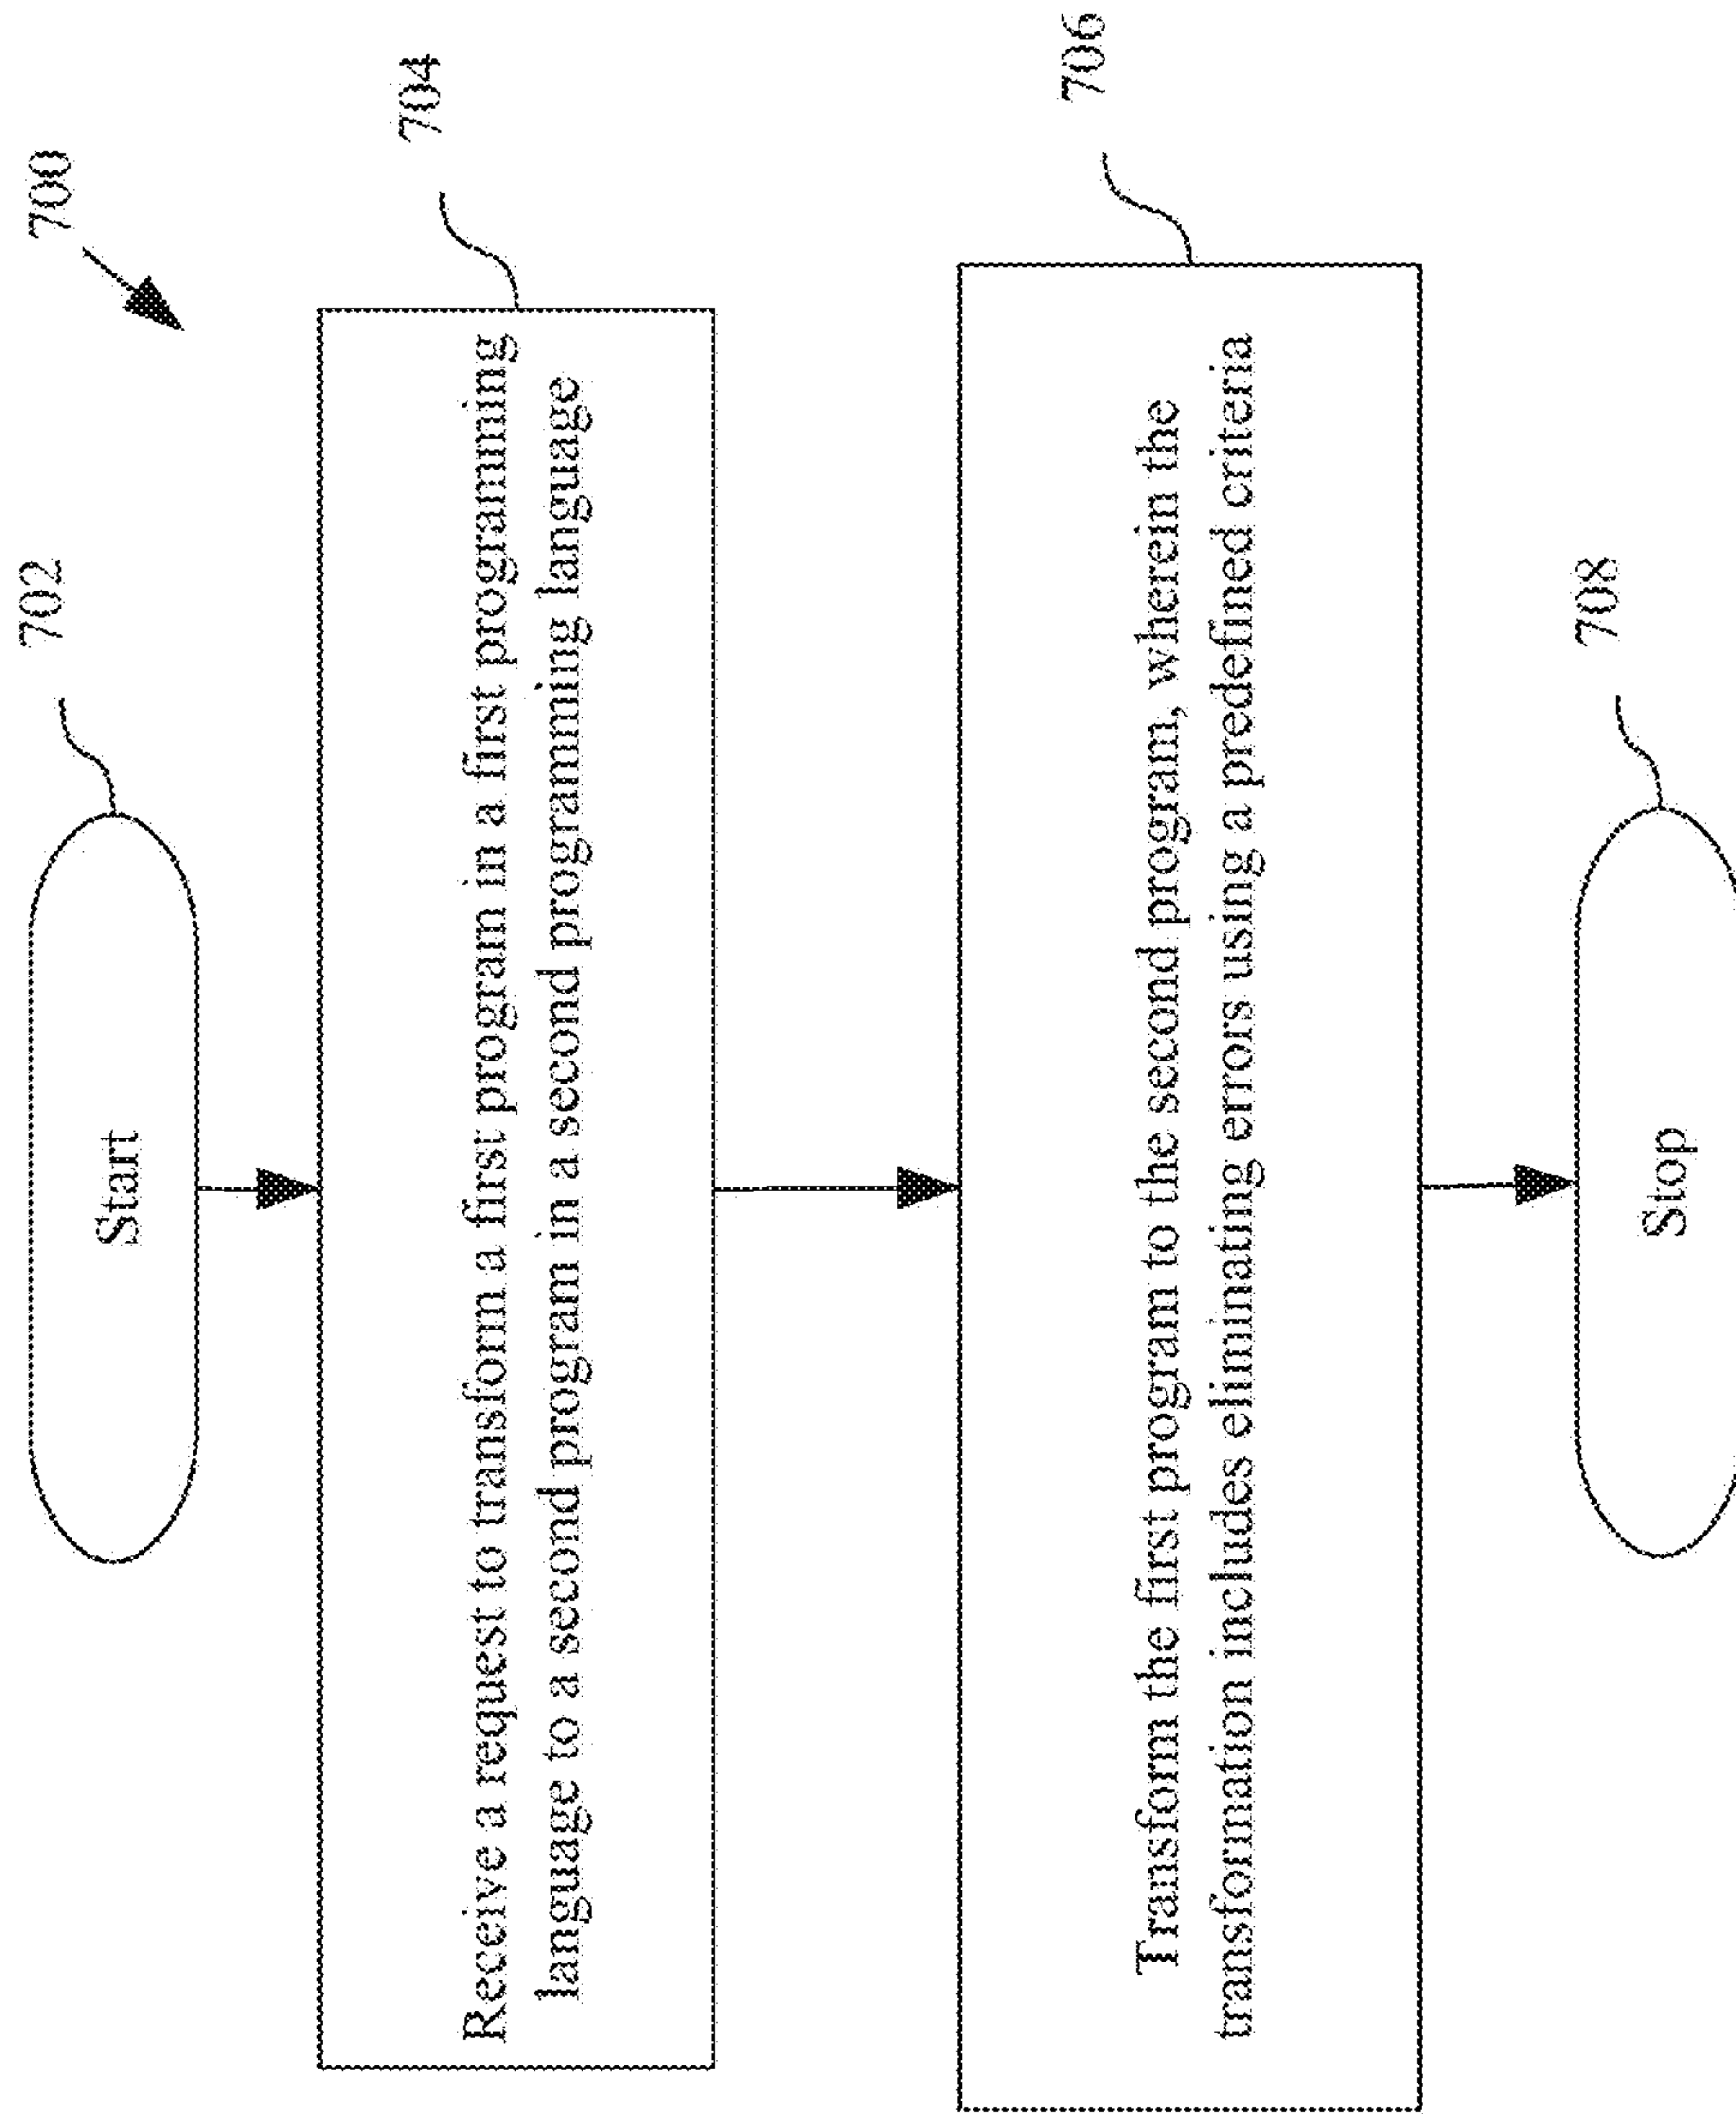 700
702
Start
704
Receive a request to transform a first program in a first programming
language to a second program in a second programming language
706
Transform the first program to the second program, wherein the
transformation includes eliminating errors using a predefined criteria
708
Stop